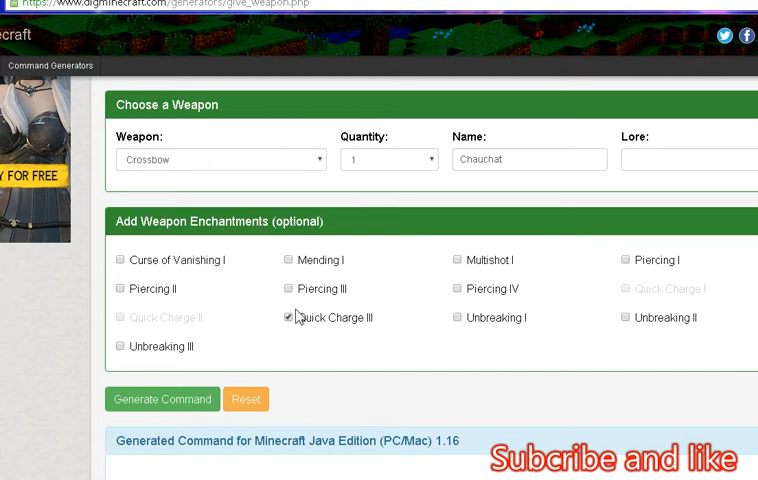 https://www.digminecraft.com/generators/give_weapon.php
ecraft
Command Generators
Y FOR FREE
Choose a Weapon
Weapon: Quantity: Name: Lore:
Crossbow 1 Chauchat
Add Weapon Enchantments (optional)
Curse of Vanishing I Mending I Multishot I Piercing I
Piercing II Piercing III Piercing IV Quick Charge I
Quick Charge II Quick Charge III Unbreaking I Unbreaking II
Unbreaking III
Generate Command Reset
Generated Command for Minecraft Java Edition (PC/Mac) 1.16
Subcribe and like